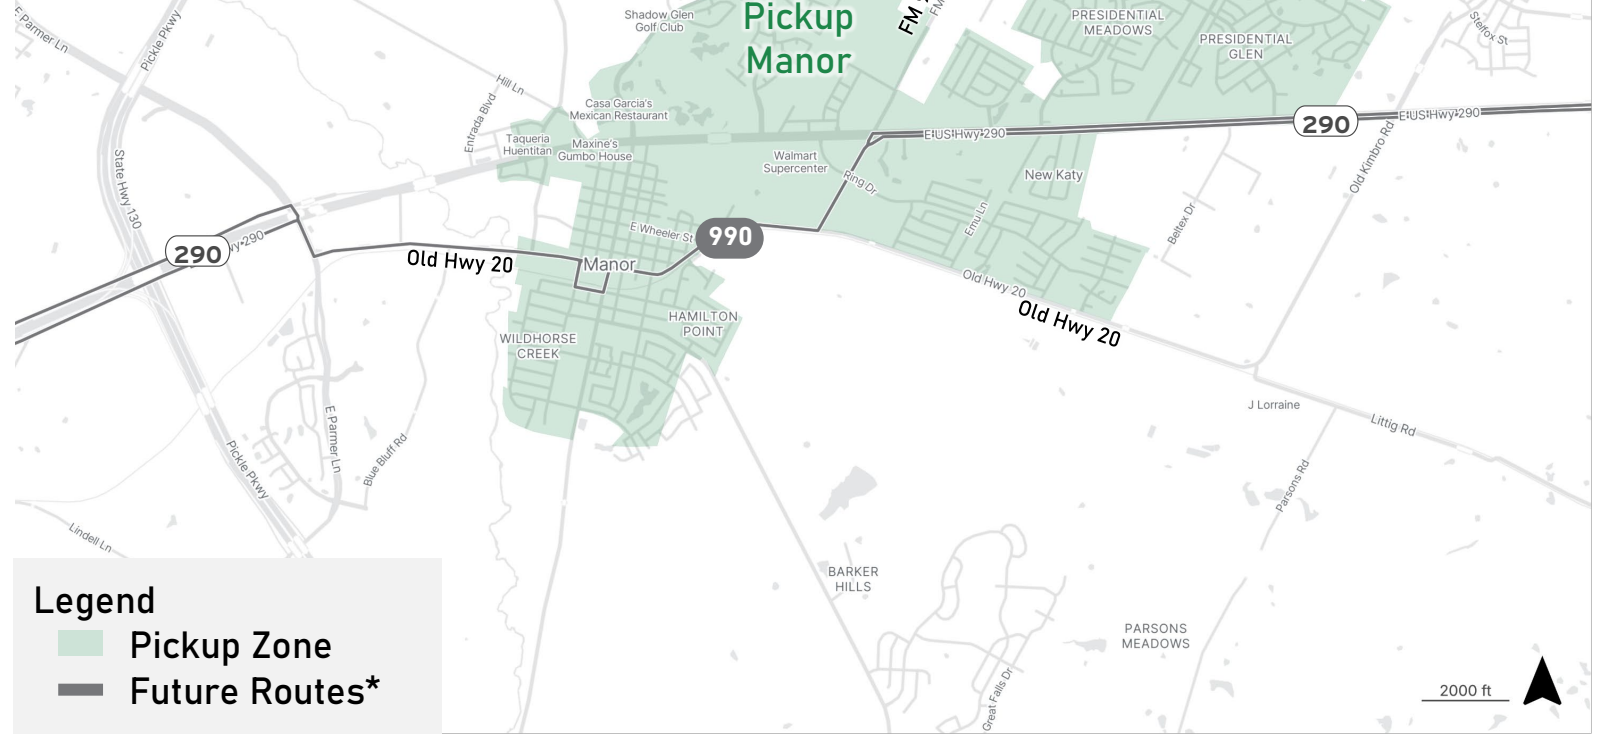 E Parmer Ln
Pickle Pkwy
Shadow Glen
Golf Club
Pickup
Manor
FM
FM
PRESIDENTIAL
MEADOWS
PRESIDENTIAL
GLEN
Stelfox St
Hill Ln
Entrada Blvd
Casa Garcia's
Mexican Restaurant
Taqueria
Huentitan
Maxine's
Gumbo House
Walmart
Supercenter
E US Hwy 290
290
E US Hwy 290
Old Kimbro Rd
State Hwy 130
Ring Dr
New Katy
Emu Ln
Beltex Dr
E Wheeler St
990
290
wy 290
Old Hwy 20
Manor
Old Hwy 20
Old Hwy 20
HAMILTON
POINT
WILDHORSE
CREEK
J Lorraine
Littig Rd
E Parmer Ln
Blue Bluff Rd
Pickle Pkwy
Parsons Rd
Lindell Ln
BARKER
HILLS
PARSONS
MEADOWS
Great Falls Dr
Legend
Pickup Zone
Future Routes*
2000 ft